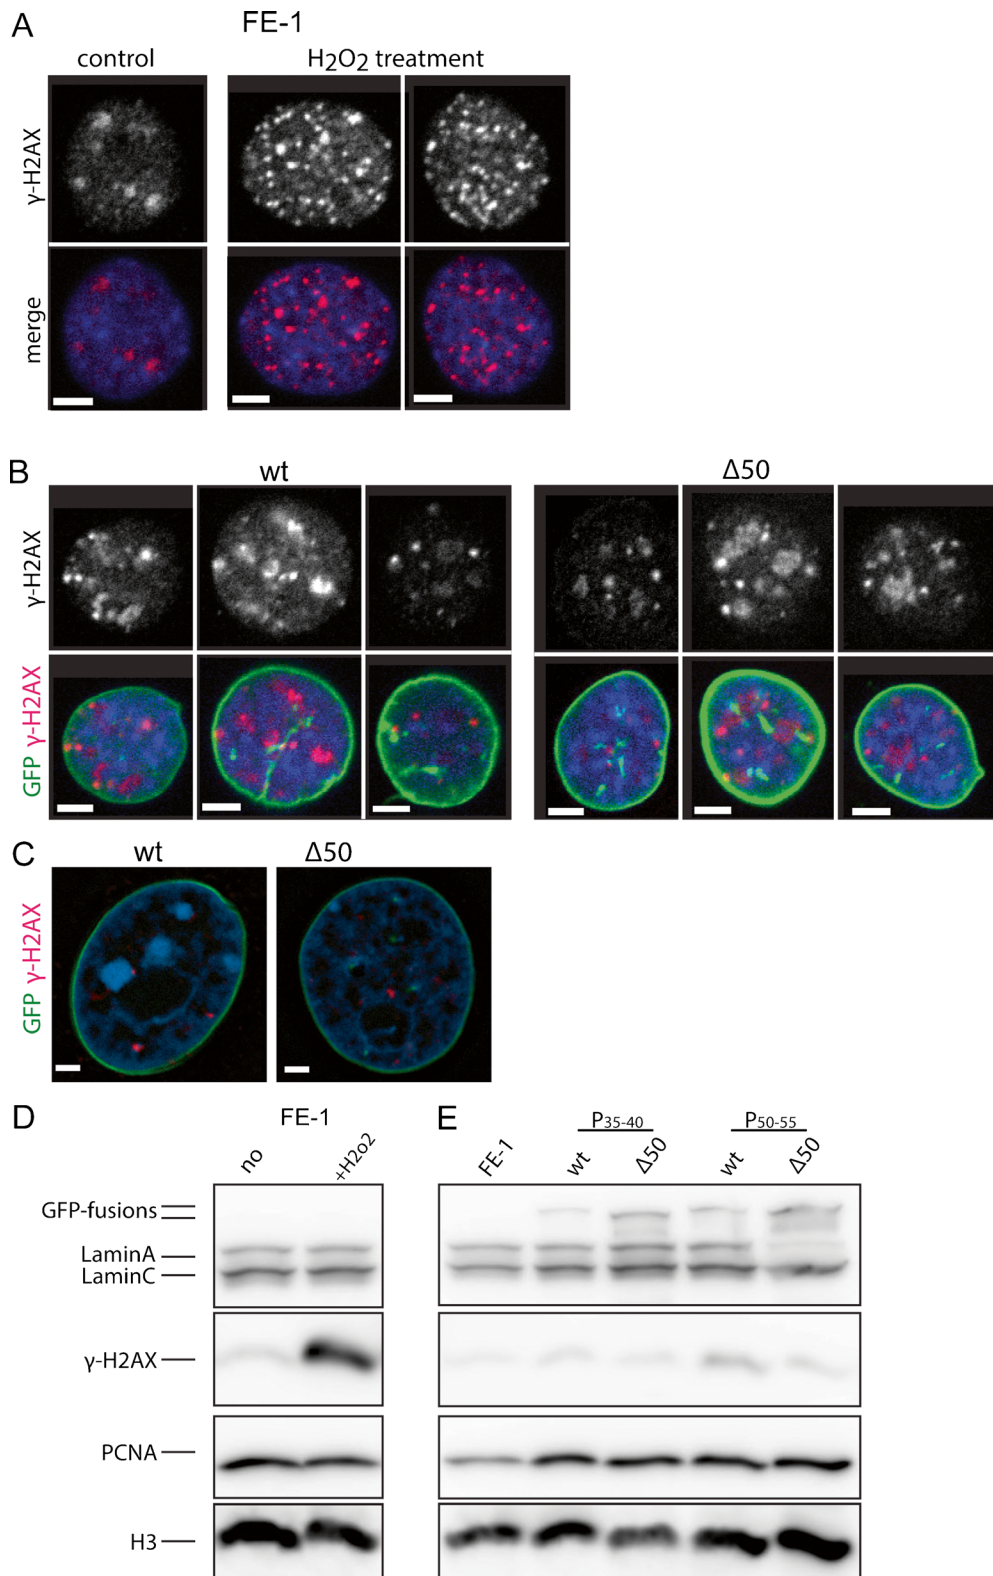 A
FE-1
control
H2O2 treatment
γ-H2AX
merge
B
wt
Δ50
γ-H2AX
GFP γ-H2AX
C
wt
Δ50
GFP γ-H2AX
D
FE-1
no
+H2o2
E
P35-40
P50-55
FE-1
wt
Δ50
wt
Δ50
GFP-fusions
LaminA
LaminC
γ-H2AX
PCNA
H3